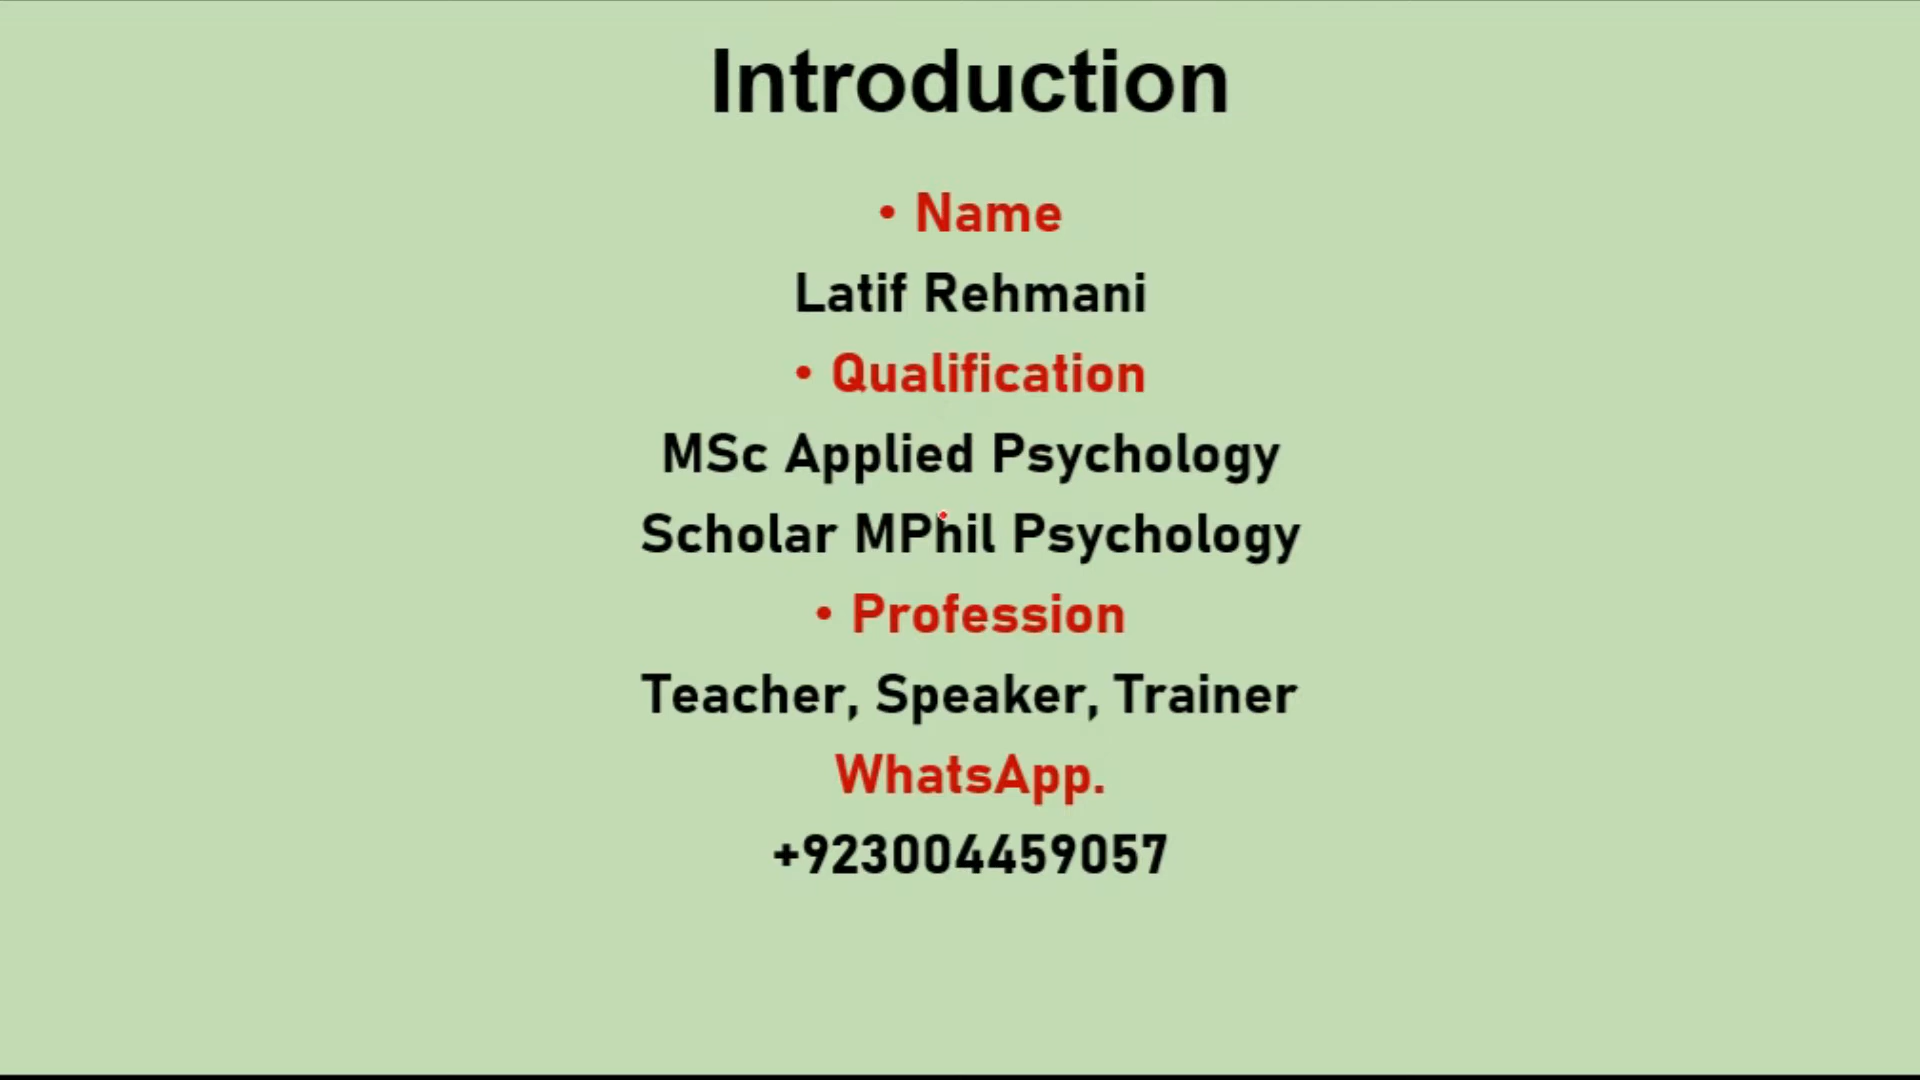 Introduction
• Name
Latif Rehmani
• Qualification
MSc Applied Psychology
Scholar MPhil Psychology
• Profession
Teacher, Speaker, Trainer
WhatsApp.
+923004459057